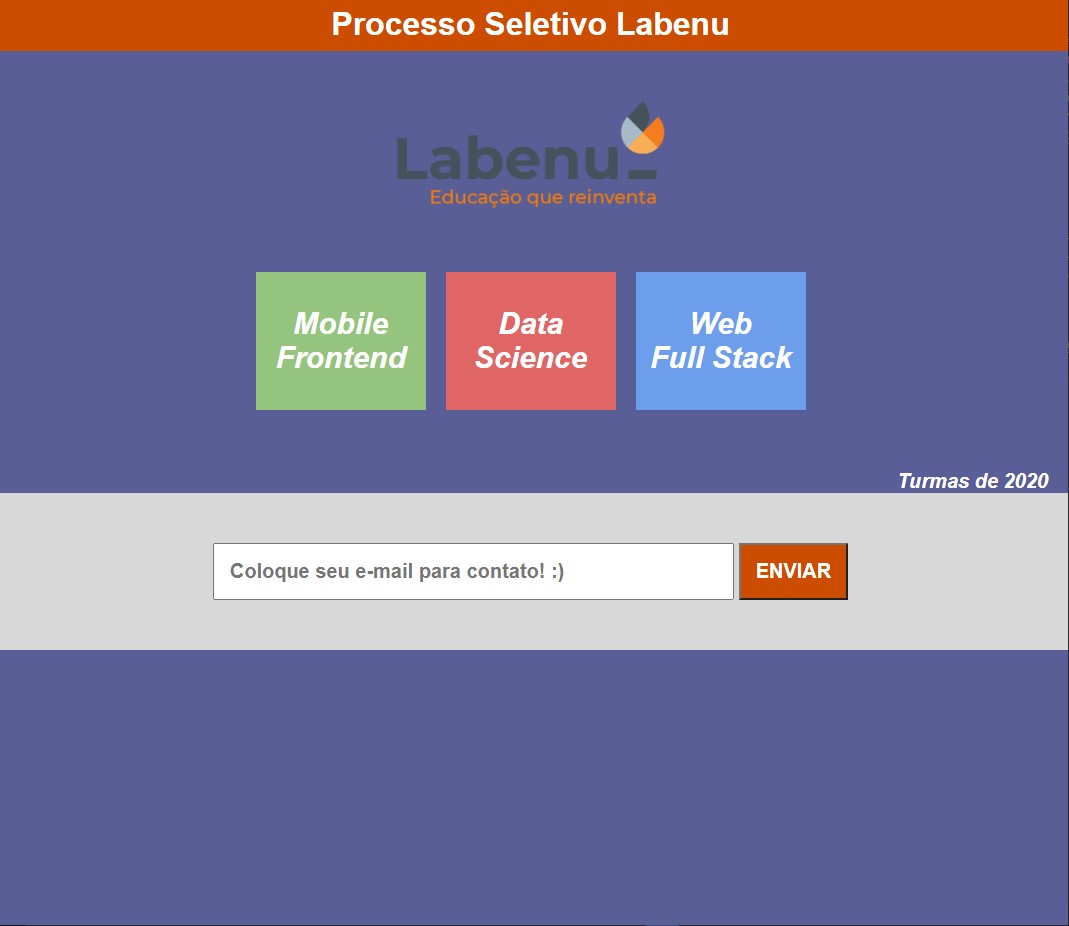 Processo Seletivo Labenu
Labenu_
Educação que reinventa
Mobile
Frontend
Data
Science
Web
Full Stack
Turmas de 2020
Coloque seu e-mail para contato! :)
ENVIAR